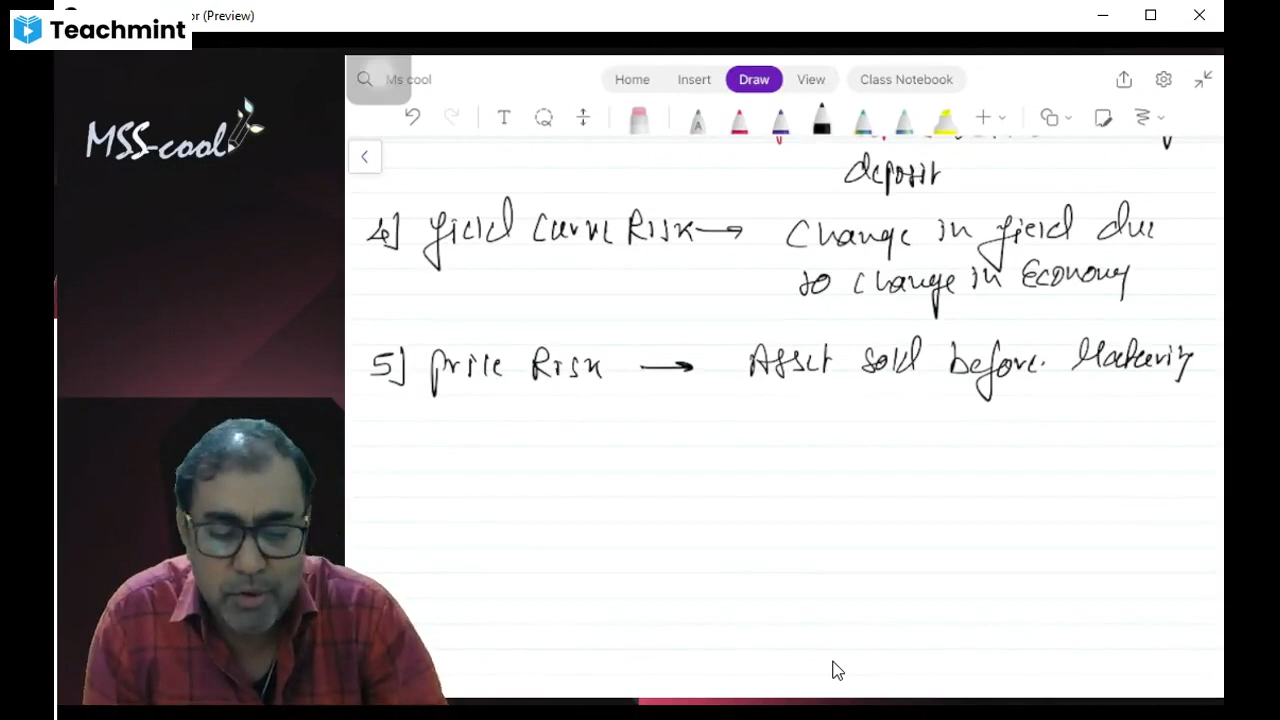 Teachmint
or (Preview)
MSS-cool
Ms cool
Home Insert Draw View Class Notebook
deposit
4] Yield Curve Risk → Change in yield due
to change in Economy
5] Price Risk → Asset sold before Maturity